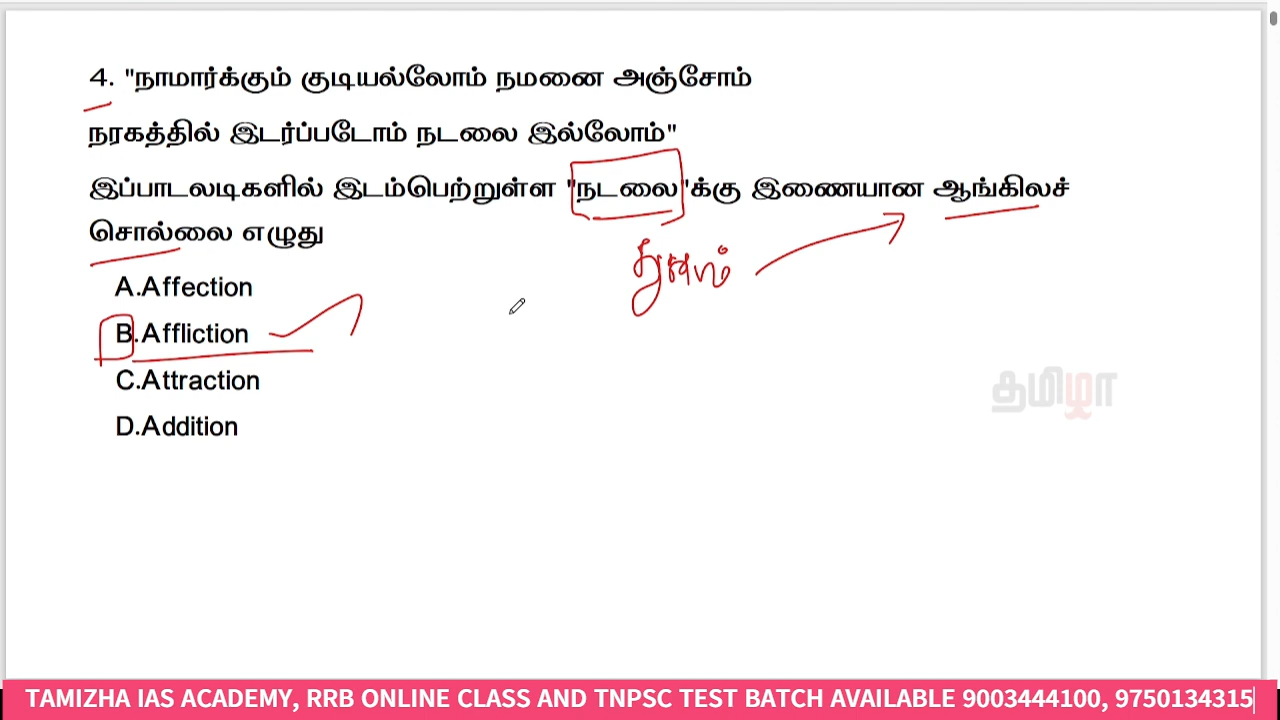 4. "நாமார்க்கும் குடியல்லோம் நமனை அஞ்சோம்
நரகத்தில் இடர்ப்படோம் நடலை இல்லோம்"
இப்பாடலடிகளில் இடம்பெற்றுள்ள "நடலை"க்கு இணையான ஆங்கிலச்
சொல்லை எழுது
துன்பம்
A.Affection
B.Affliction
C.Attraction
D.Addition
தமிழா
TAMIZHA IAS ACADEMY, RRB ONLINE CLASS AND TNPSC TEST BATCH AVAILABLE 9003444100, 9750134315